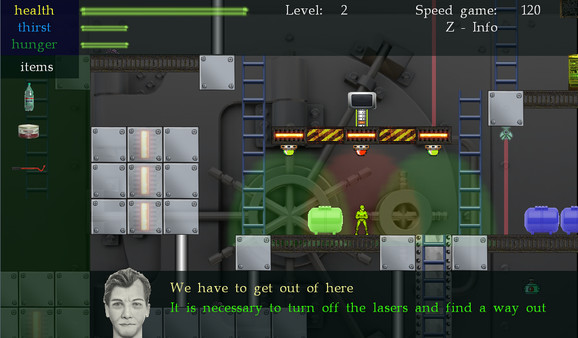 health
Level: 2
Speed game: 120
thirst
Z - Info
hunger
items
We have to get out of here
It is necessary to turn off the lasers and find a way out